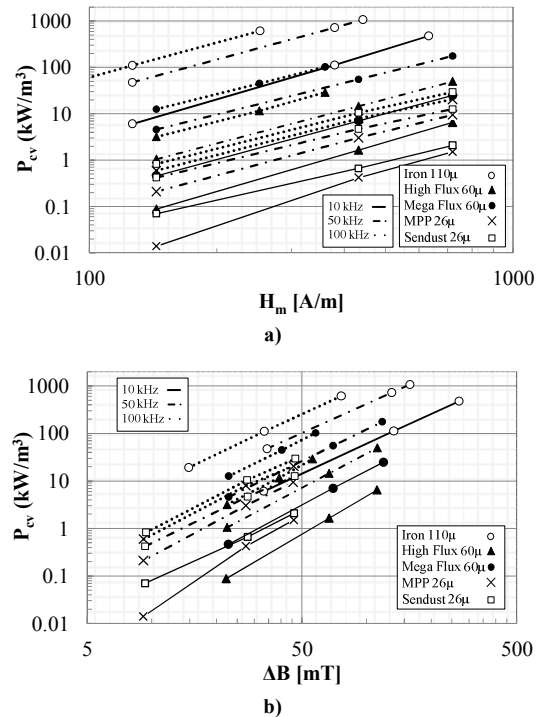 1000
100
10
1
0.1
0.01
P_cv (kW/m³)
10 kHz
50 kHz
100 kHz
Iron 110µ
High Flux 60µ
Mega Flux 60µ
MPP 26µ
Sendust 26µ
100
1000
H_m [A/m]
a)
1000
100
10
1
0.1
0.01
P_cv (kW/m³)
10 kHz
50 kHz
100 kHz
Iron 110µ
High Flux 60µ
Mega Flux 60µ
MPP 26µ
Sendust 26µ
5
50
500
ΔB [mT]
b)